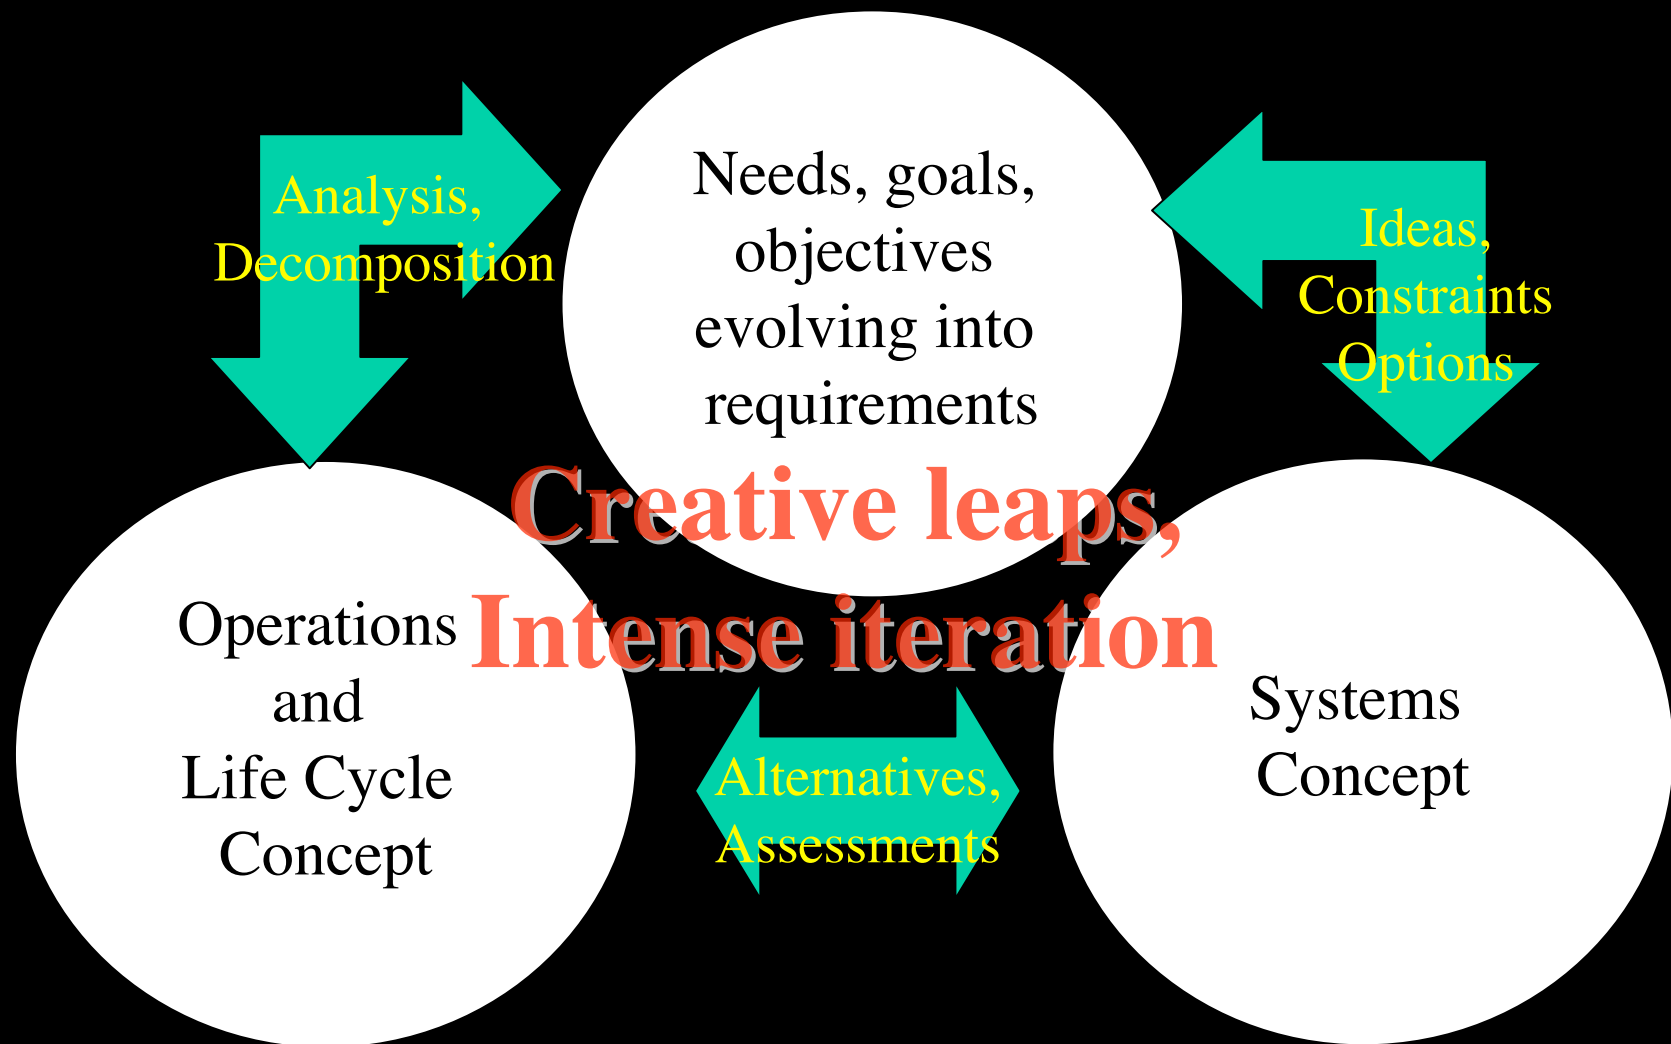 Needs, goals,
objectives
evolving into
requirements
Analysis,
Decomposition
Ideas,
Constraints
Options
Creative leaps,
Intense iteration
Operations
and
Life Cycle
Concept
Alternatives,
Assessments
Systems
Concept